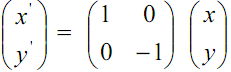 (x') = (1 0) (x)
(y') (0 -1) (y)